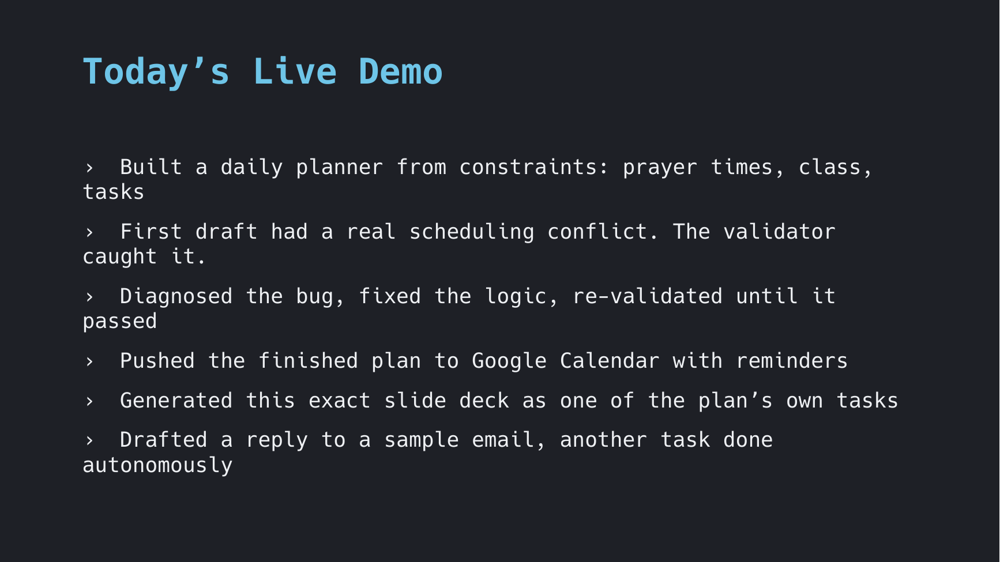 Today’s Live Demo
› Built a daily planner from constraints: prayer times, class,
tasks
› First draft had a real scheduling conflict. The validator
caught it.
› Diagnosed the bug, fixed the logic, re-validated until it
passed
› Pushed the finished plan to Google Calendar with reminders
› Generated this exact slide deck as one of the plan’s own tasks
› Drafted a reply to a sample email, another task done
autonomously